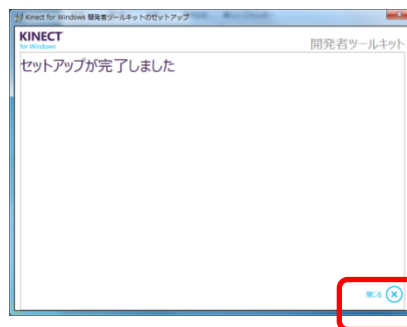 Kinect for Windows 開発者ツールキットのセットアップ
KINECT
for Windows
開発者ツールキット
セットアップが完了しました
閉じる